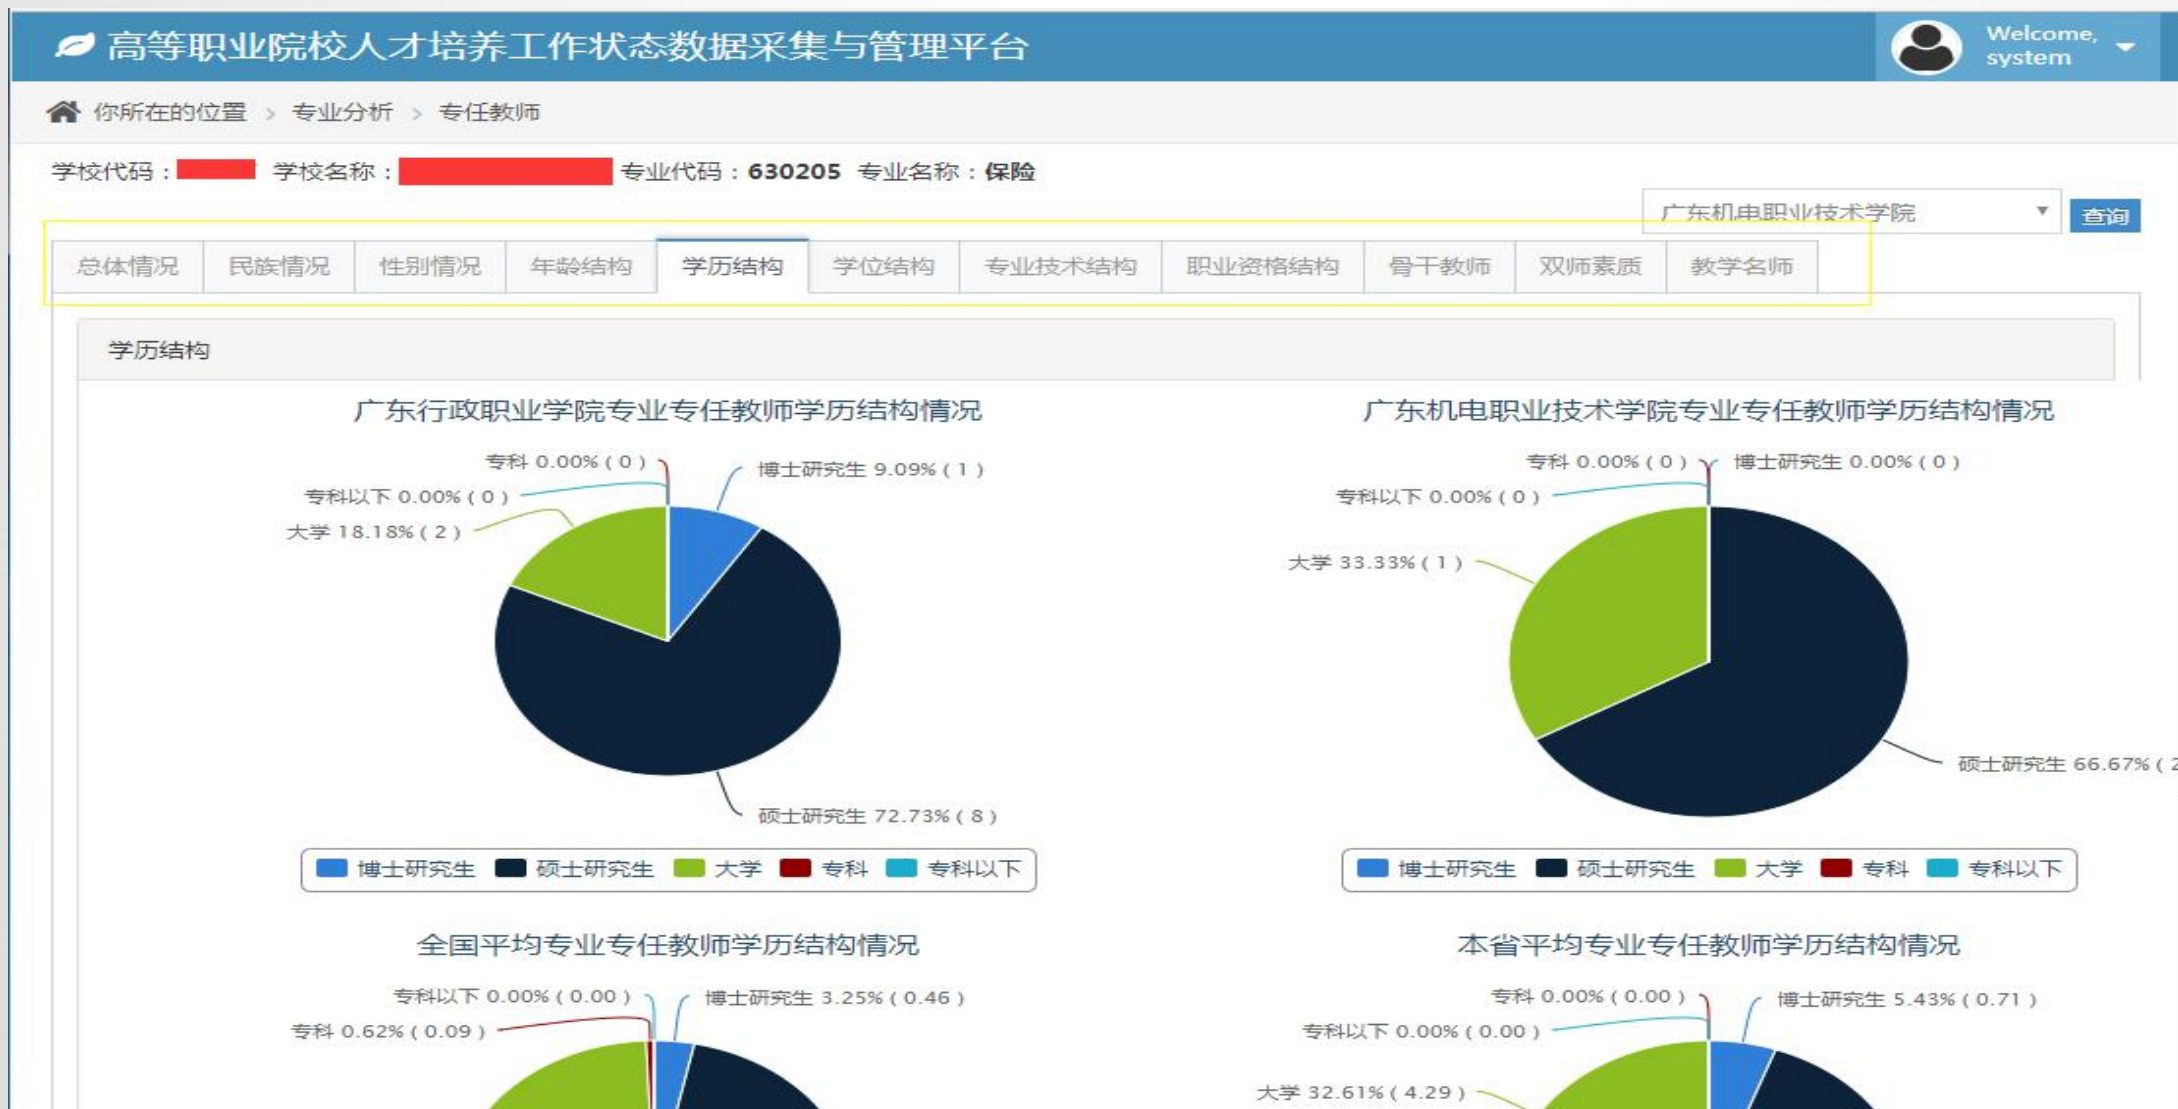 高等职业院校人才培养工作状态数据采集与管理平台
Welcome,
system
你所在的位置 > 专业分析 > 专任教师
学校代码： 学校名称： 专业代码：630205 专业名称：保险
广东机电职业技术学院 查询
总体情况 民族情况 性别情况 年龄结构 学历结构 学位结构 专业技术结构 职业资格结构 骨干教师 双师素质 教学名师
学历结构
广东行政职业学院专业专任教师学历结构情况
专科 0.00% ( 0 )
博士研究生 9.09% ( 1 )
专科以下 0.00% ( 0 )
大学 18.18% ( 2 )
硕士研究生 72.73% ( 8 )
博士研究生 硕士研究生 大学 专科 专科以下
广东机电职业技术学院专业专任教师学历结构情况
专科 0.00% ( 0 )
博士研究生 0.00% ( 0 )
专科以下 0.00% ( 0 )
大学 33.33% ( 1 )
硕士研究生 66.67% ( 2
博士研究生 硕士研究生 大学 专科 专科以下
全国平均专业专任教师学历结构情况
专科以下 0.00% ( 0.00 )
博士研究生 3.25% ( 0.46 )
专科 0.62% ( 0.09 )
本省平均专业专任教师学历结构情况
专科 0.00% ( 0.00 )
博士研究生 5.43% ( 0.71 )
专科以下 0.00% ( 0.00 )
大学 32.61% ( 4.29 )